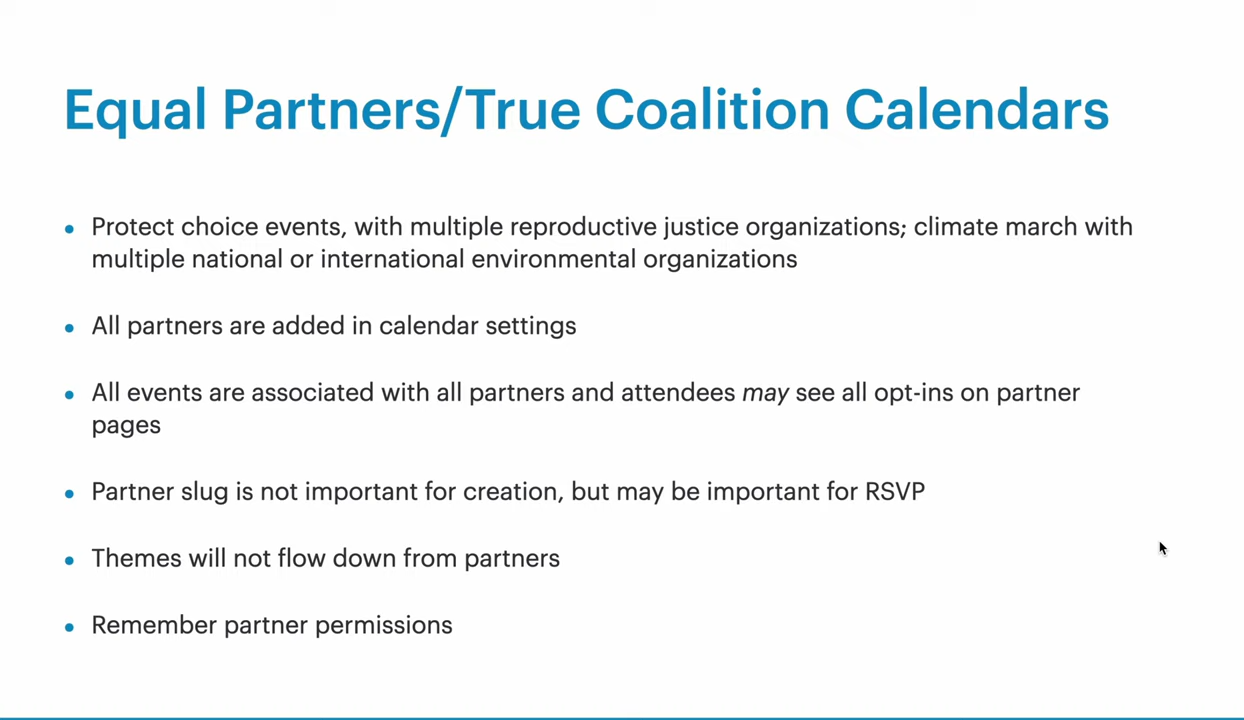 Equal Partners/True Coalition Calendars
• Protect choice events, with multiple reproductive justice organizations; climate march with
multiple national or international environmental organizations
• All partners are added in calendar settings
• All events are associated with all partners and attendees may see all opt-ins on partner
pages
• Partner slug is not important for creation, but may be important for RSVP
• Themes will not flow down from partners
• Remember partner permissions